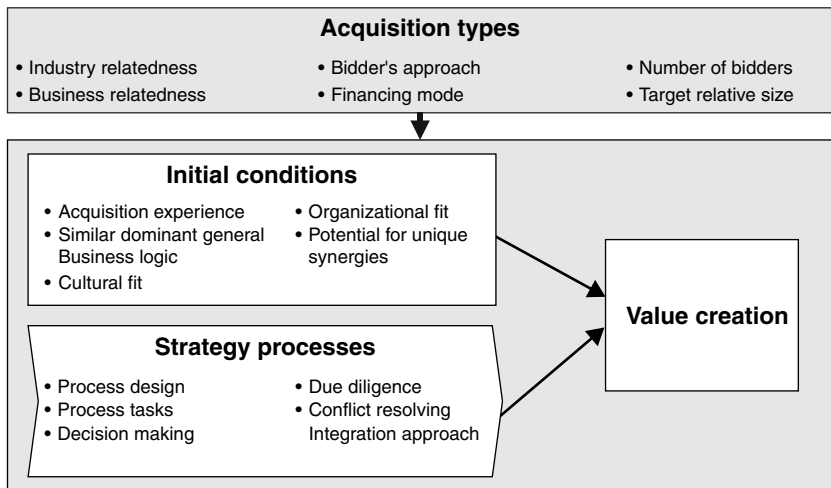 Acquisition types
• Industry relatedness
• Business relatedness
• Bidder's approach
• Financing mode
• Number of bidders
• Target relative size
Initial conditions
• Acquisition experience
• Similar dominant general
Business logic
• Cultural fit
• Organizational fit
• Potential for unique
synergies
Value creation
Strategy processes
• Process design
• Process tasks
• Decision making
• Due diligence
• Conflict resolving
Integration approach